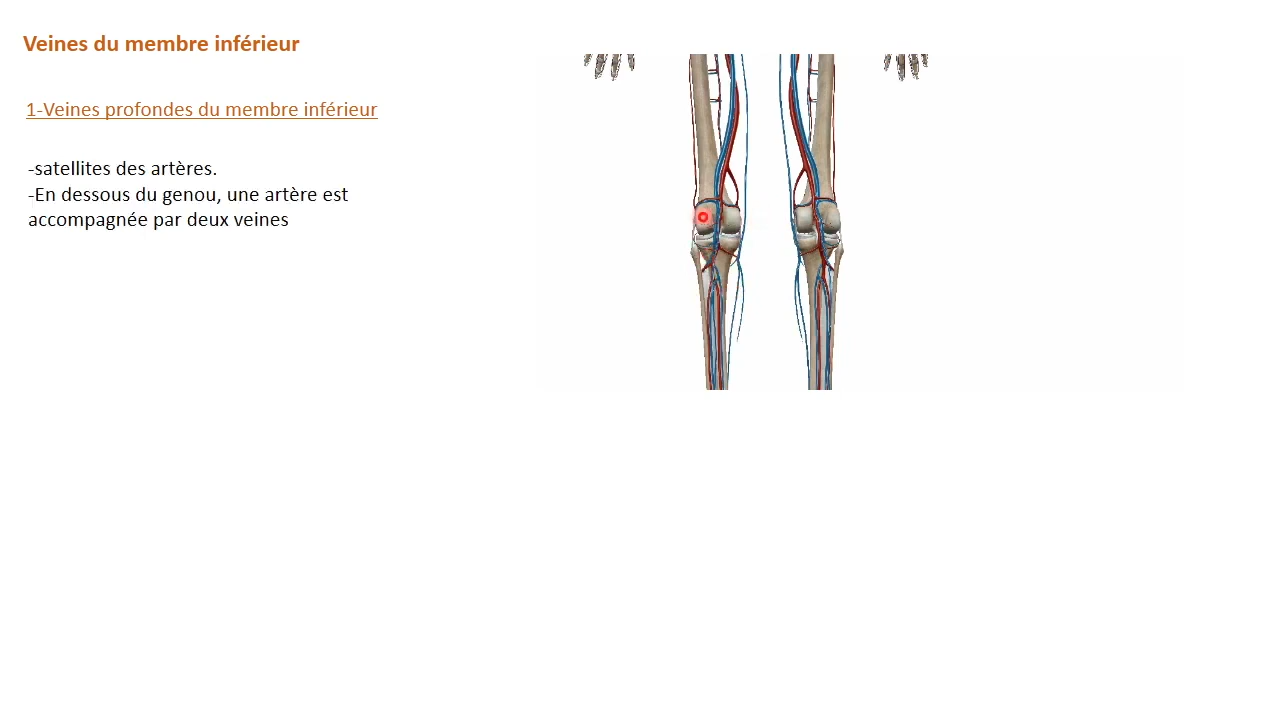 Veines du membre inférieur
1-Veines profondes du membre inférieur
-satellites des artères.
-En dessous du genou, une artère est
accompagnée par deux veines